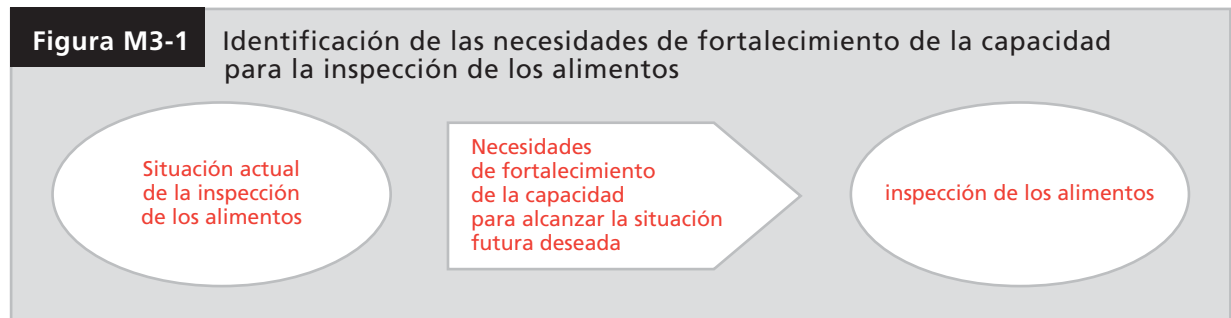 Figura M3-1
Identificación de las necesidades de fortalecimiento de la capacidad
para la inspección de los alimentos
Situación actual
de la inspección
de los alimentos
Necesidades
de fortalecimiento
de la capacidad
para alcanzar la situación
futura deseada
inspección de los alimentos